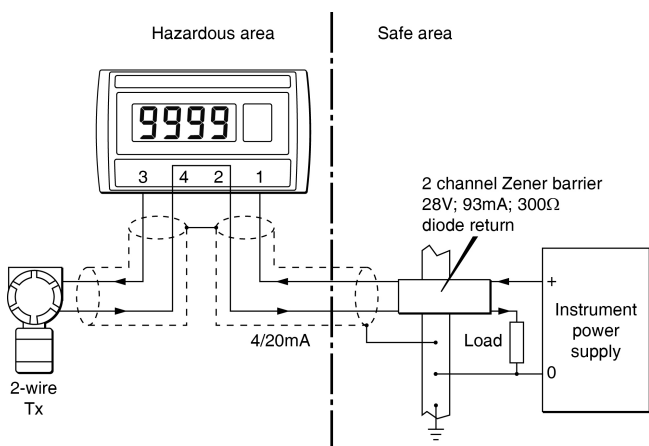 Hazardous area
Safe area
9999
3 4 2 1
2 channel Zener barrier
28V; 93mA; 300Ω
diode return
+
Instrument
power
supply
Load
0
4/20mA
2-wire
Tx